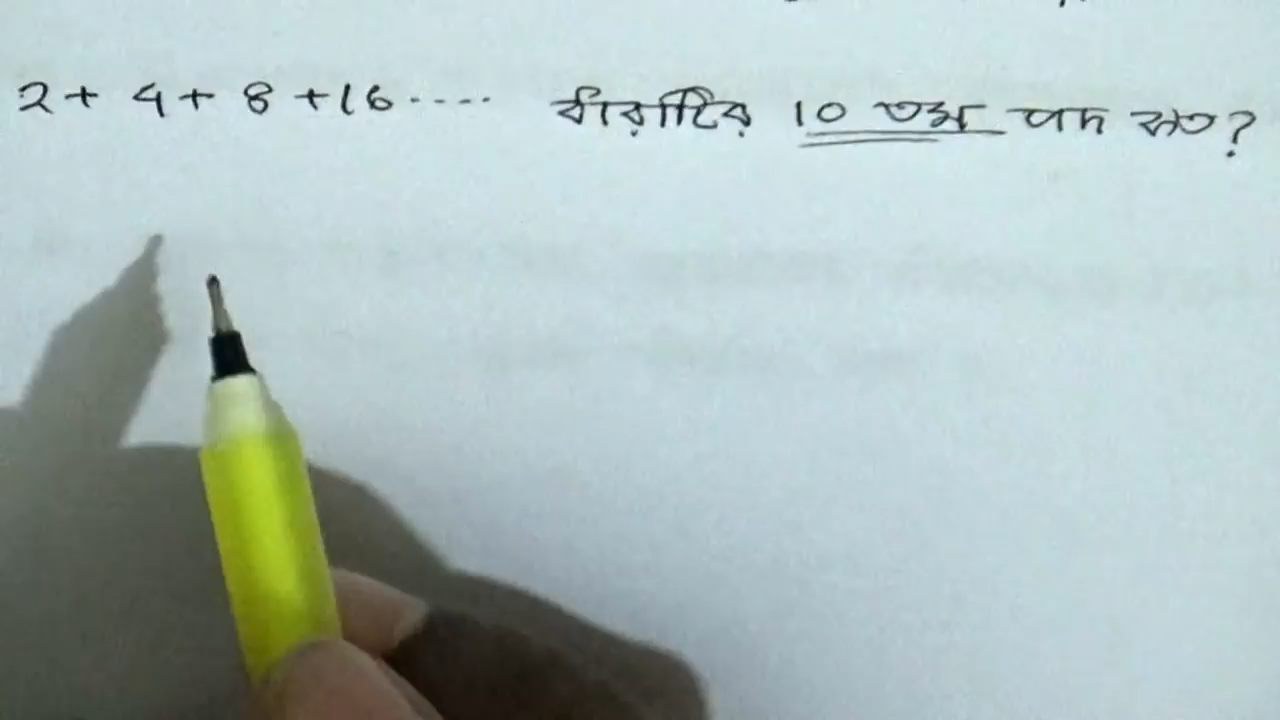 2 + 4 + 8 + 16 .... ধারাটির 10 তম পদ কত?